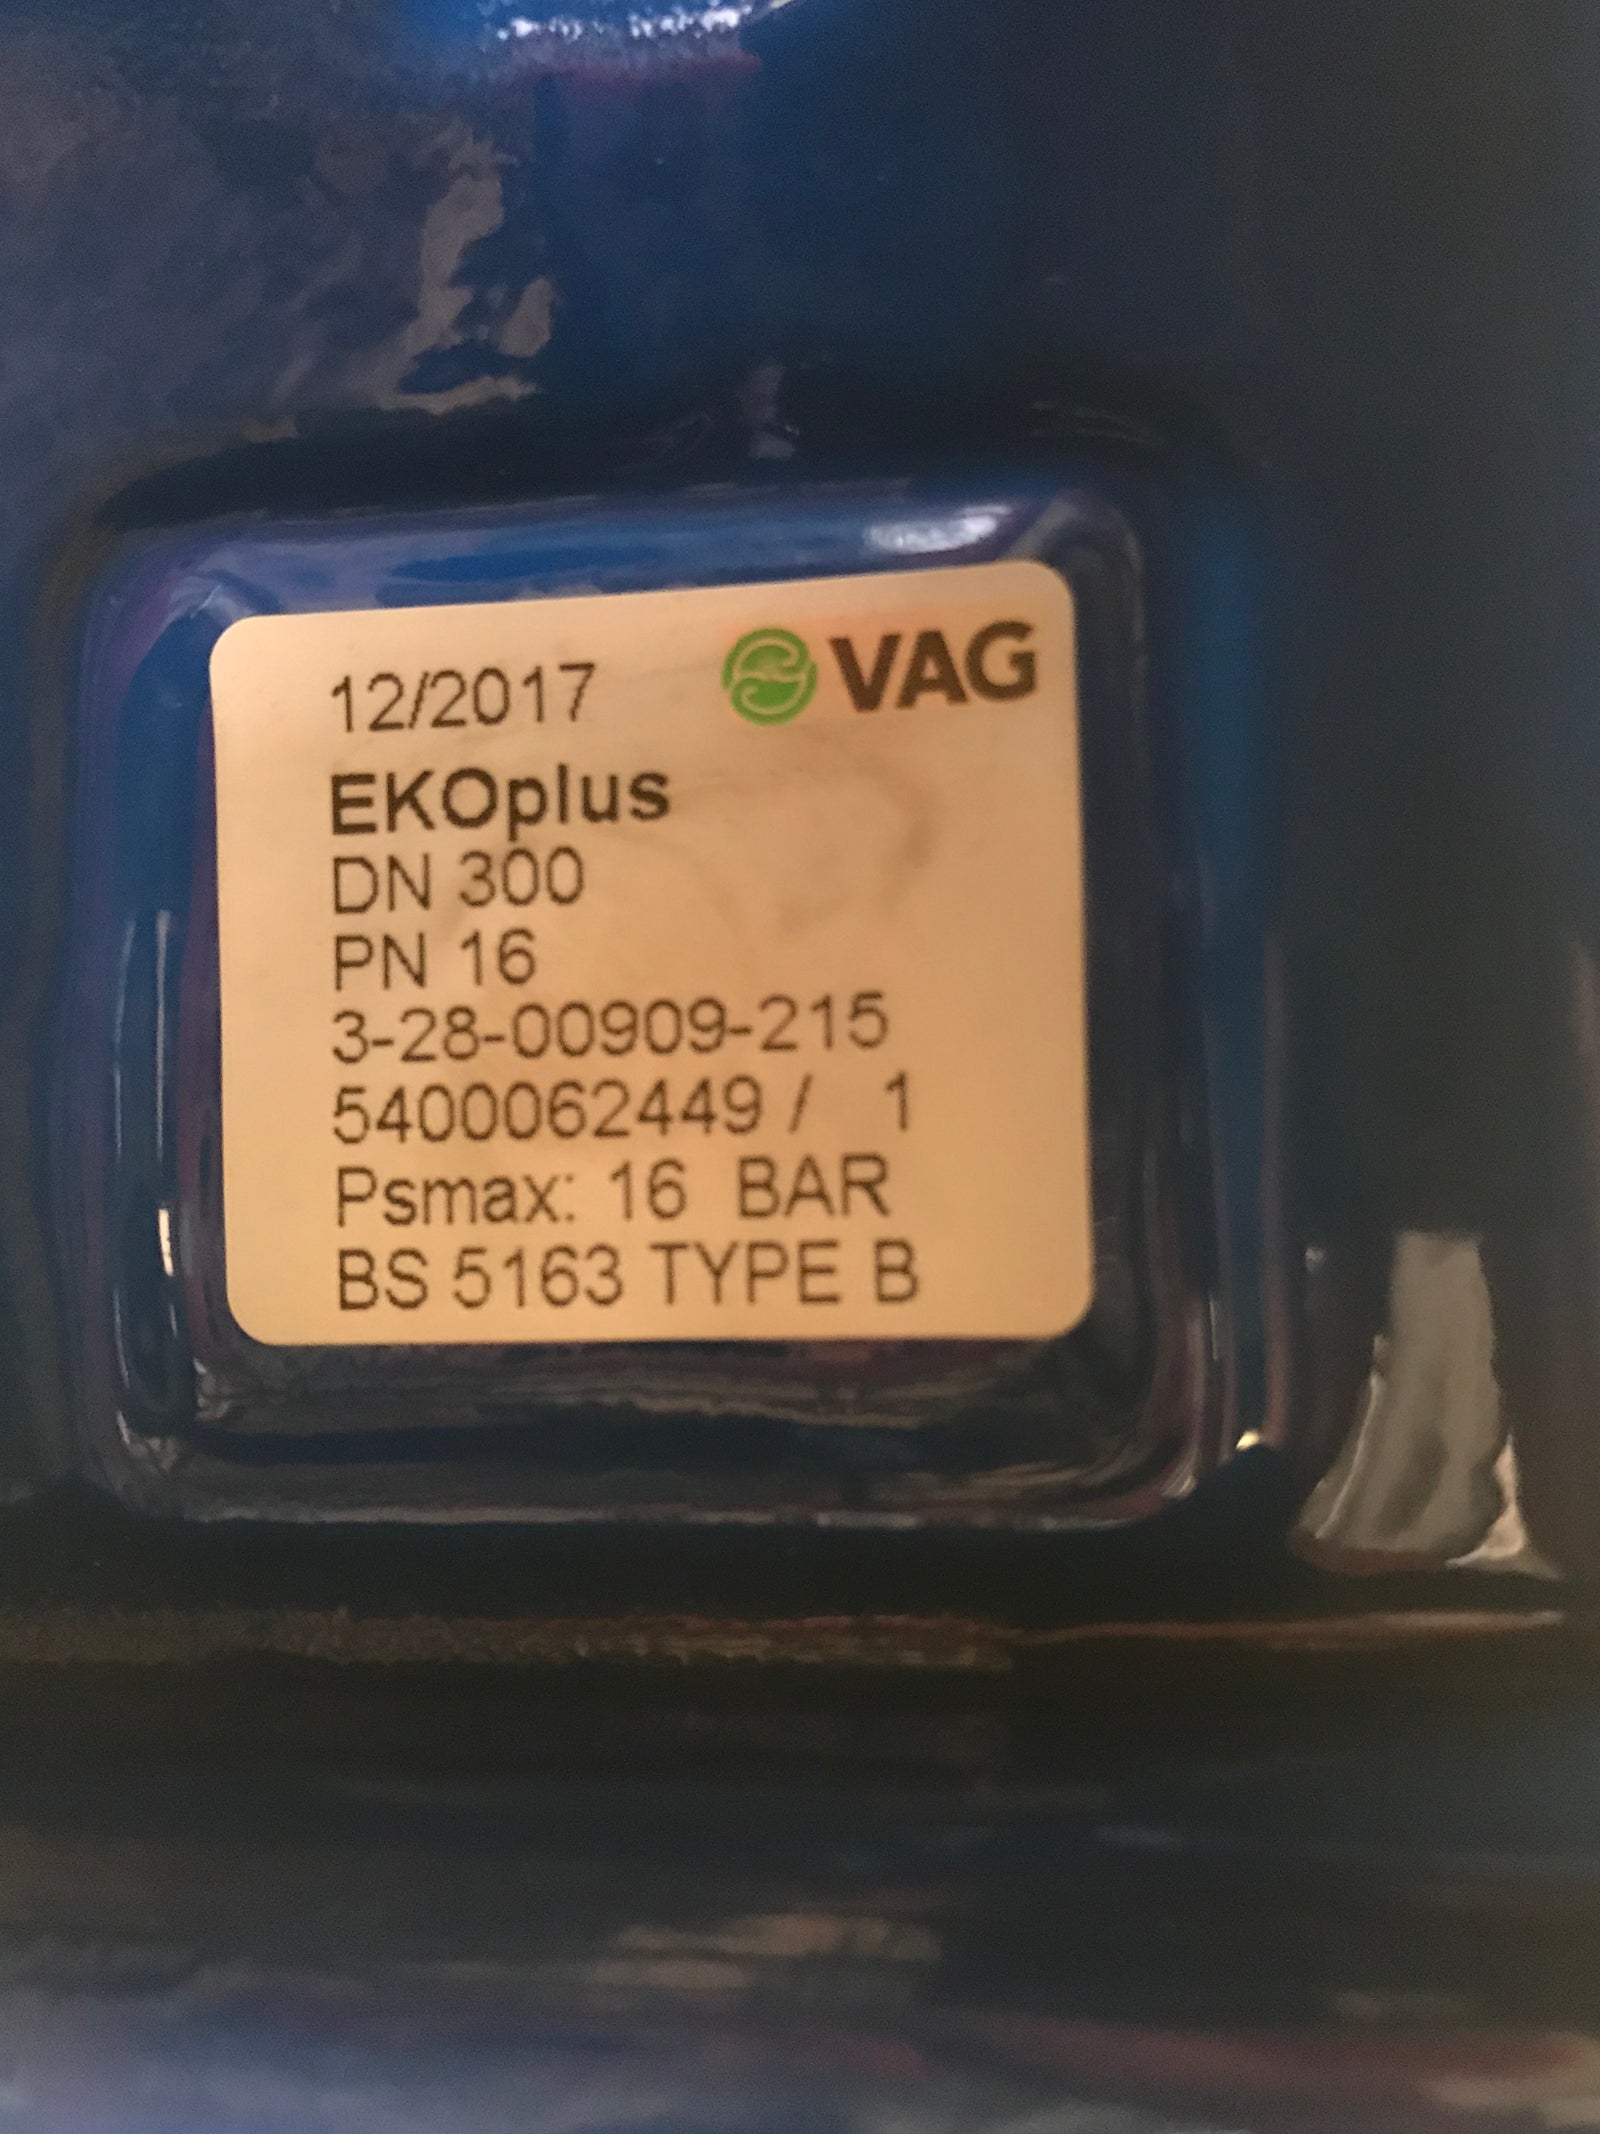 12/2017 VAG
EKOplus
DN 300
PN 16
3-28-00909-215
5400062449 / 1
Psmax: 16 BAR
BS 5163 TYPE B